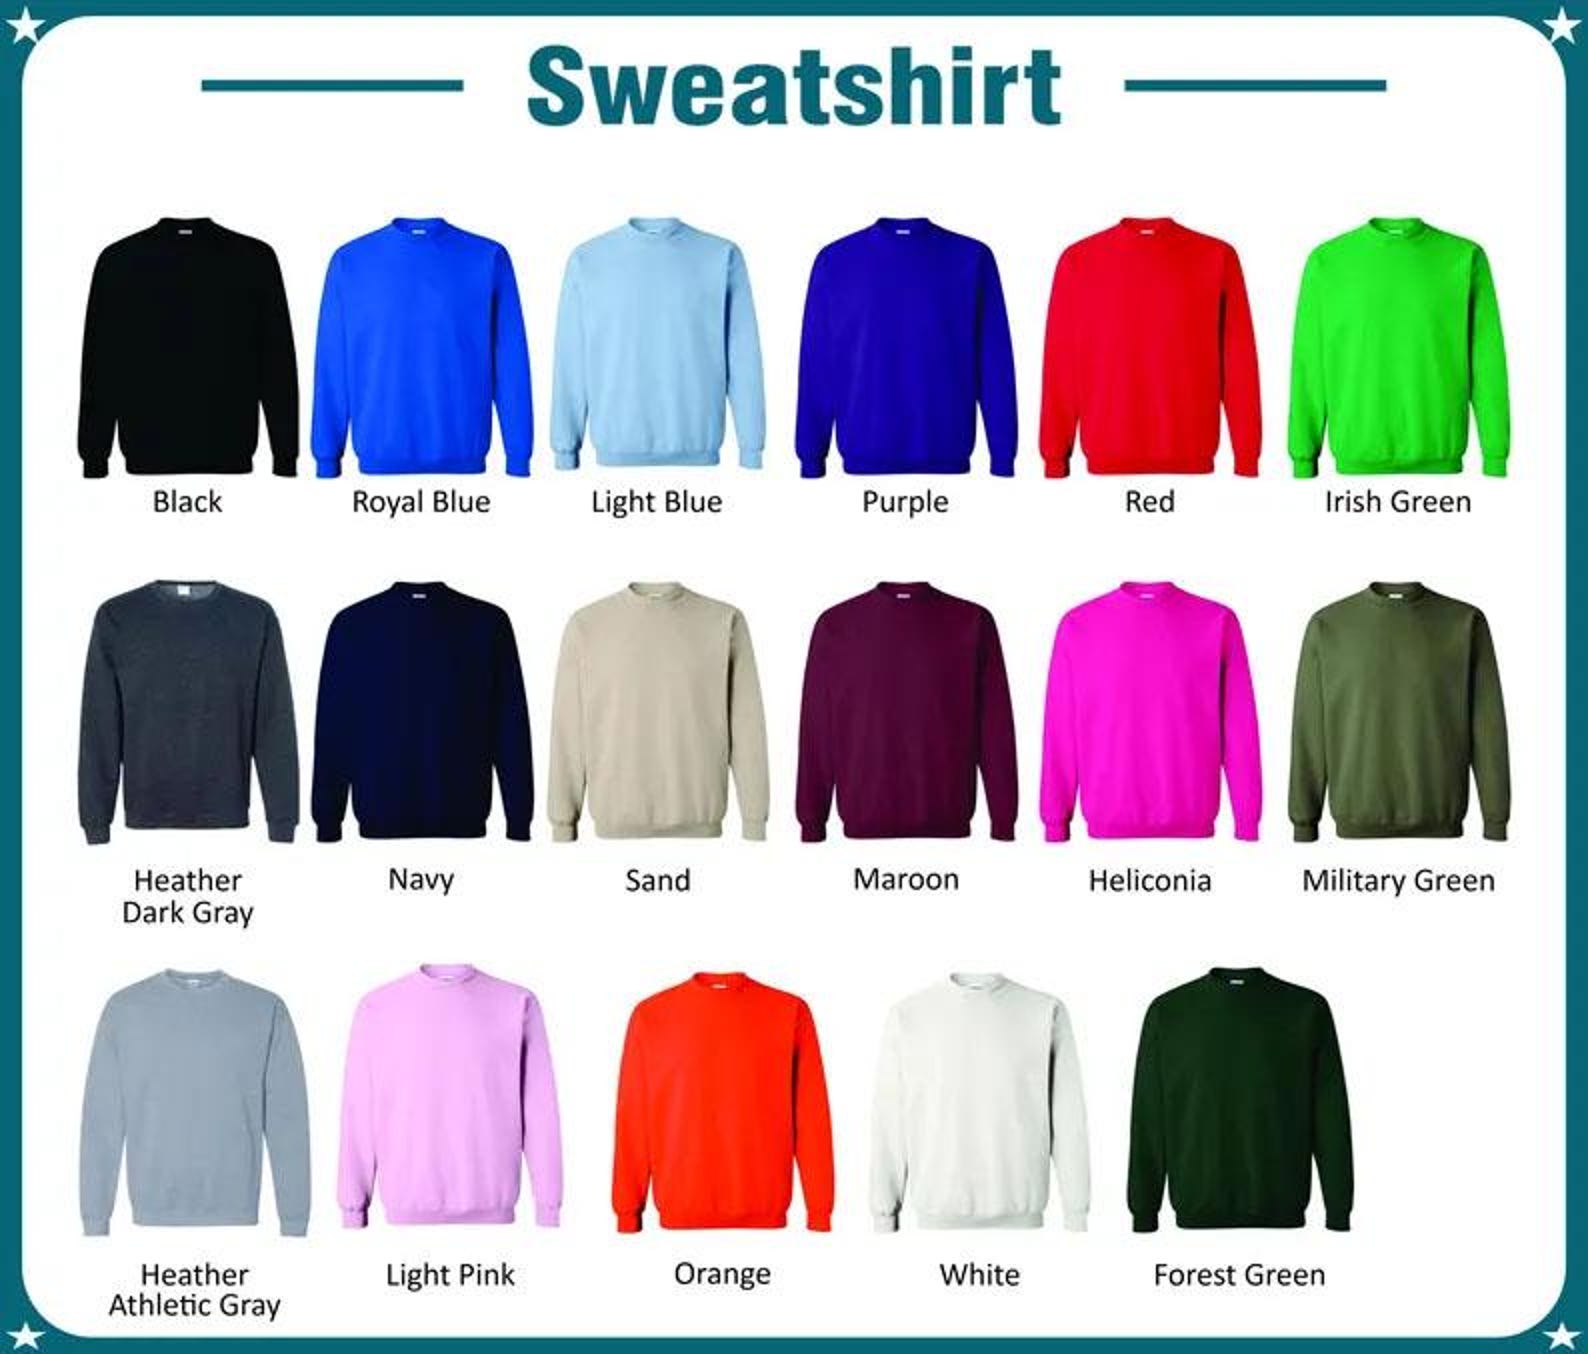 Sweatshirt
Black
Royal Blue
Light Blue
Purple
Red
Irish Green
Heather
Dark Gray
Navy
Sand
Maroon
Heliconia
Military Green
Heather
Athletic Gray
Light Pink
Orange
White
Forest Green